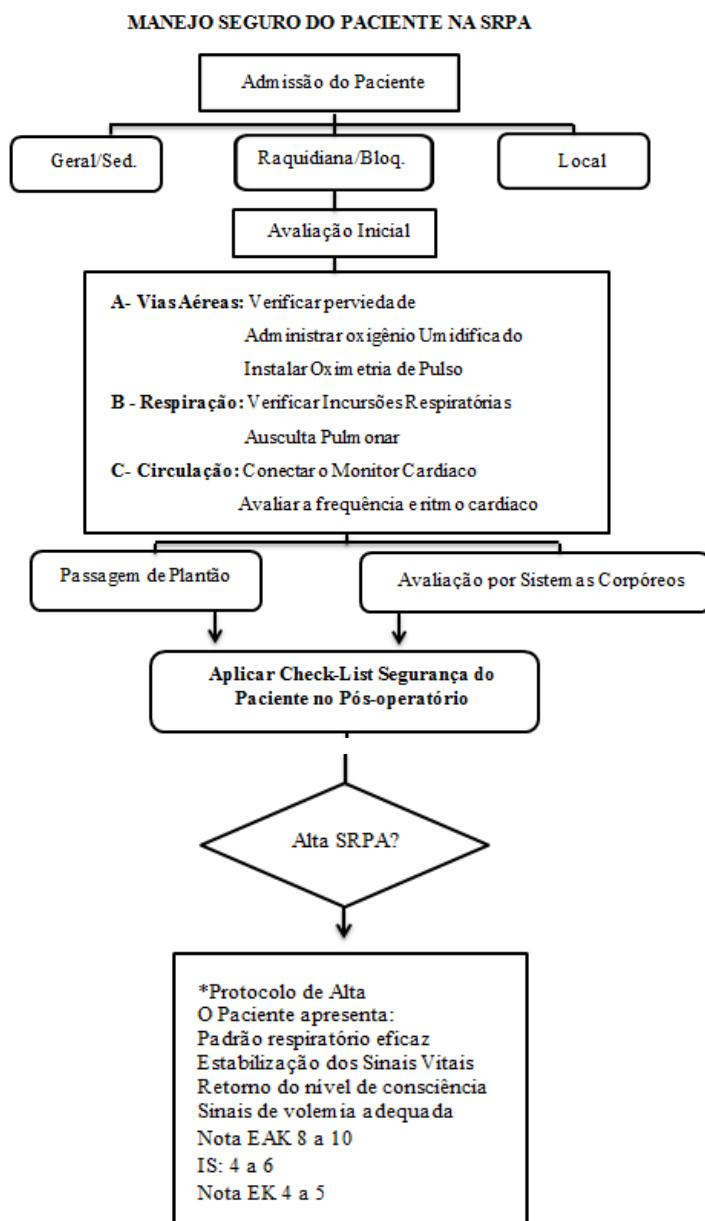 MANEJO SEGURO DO PACIENTE NA SRPA
Admissão do Paciente
Geral/Sed.
Raquidiana/Bloq.
Local
Avaliação Inicial
A- Vias Aéreas: Verificar perviedade
Administrar oxigênio Umidificado
Instalar Oximetria de Pulso
B - Respiração: Verificar Incursões Respiratórias
Ausculta Pulmonar
C- Circulação: Conectar o Monitor Cardíaco
Avaliar a frequência e ritmo cardíaco
Passagem de Plantão
Avaliação por Sistemas Corpóreos
Aplicar Check-List Segurança do
Paciente no Pós-operatório
Alta SRPA?
*Protocolo de Alta
O Paciente apresenta:
Padrão respiratório eficaz
Estabilização dos Sinais Vitais
Retorno do nível de consciência
Sinais de volemia adequada
Nota EAK 8 a 10
IS: 4 a 6
Nota EK 4 a 5